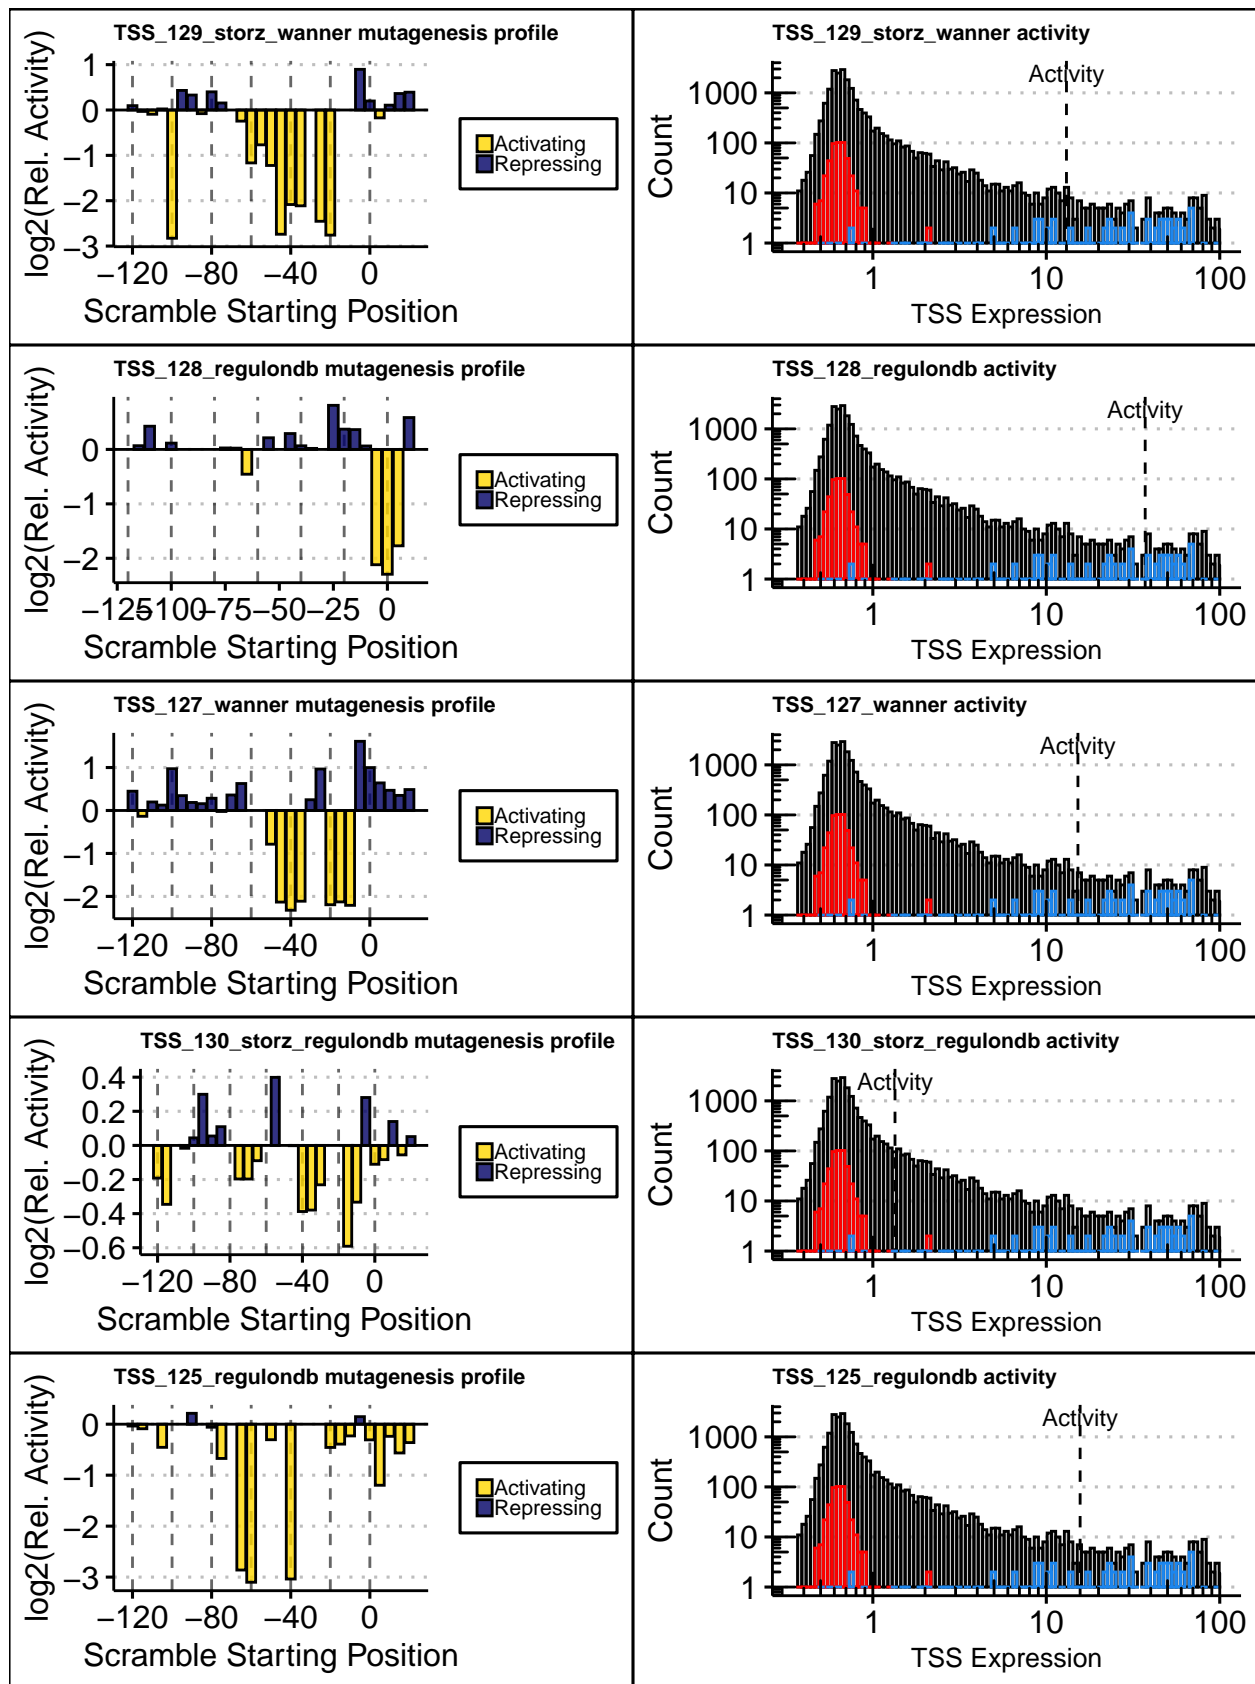 TSS_129_storz_wanner mutagenesis profile
log2(Rel. Activity)
1
0
−1
−2
−3
−120 −80 −40 0
Scramble Starting Position
Activating
Repressing
TSS_129_storz_wanner activity
Activity
Count
1000
100
10
1
1 10 100
TSS Expression
TSS_128_regulondb mutagenesis profile
log2(Rel. Activity)
0
−1
−2
−125 −100 −75 −50 −25 0
Scramble Starting Position
Activating
Repressing
TSS_128_regulondb activity
Activity
Count
1000
100
10
1
1 10 100
TSS Expression
TSS_127_wanner mutagenesis profile
log2(Rel. Activity)
1
0
−1
−2
−120 −80 −40 0
Scramble Starting Position
Activating
Repressing
TSS_127_wanner activity
Activity
Count
1000
100
10
1
1 10 100
TSS Expression
TSS_130_storz_regulondb mutagenesis profile
log2(Rel. Activity)
0.4
0.2
0.0
−0.2
−0.4
−0.6
−120 −80 −40 0
Scramble Starting Position
Activating
Repressing
TSS_130_storz_regulondb activity
Activity
Count
1000
100
10
1
1 10 100
TSS Expression
TSS_125_regulondb mutagenesis profile
log2(Rel. Activity)
0
−1
−2
−3
−120 −80 −40 0
Scramble Starting Position
Activating
Repressing
TSS_125_regulondb activity
Activity
Count
1000
100
10
1
1 10 100
TSS Expression